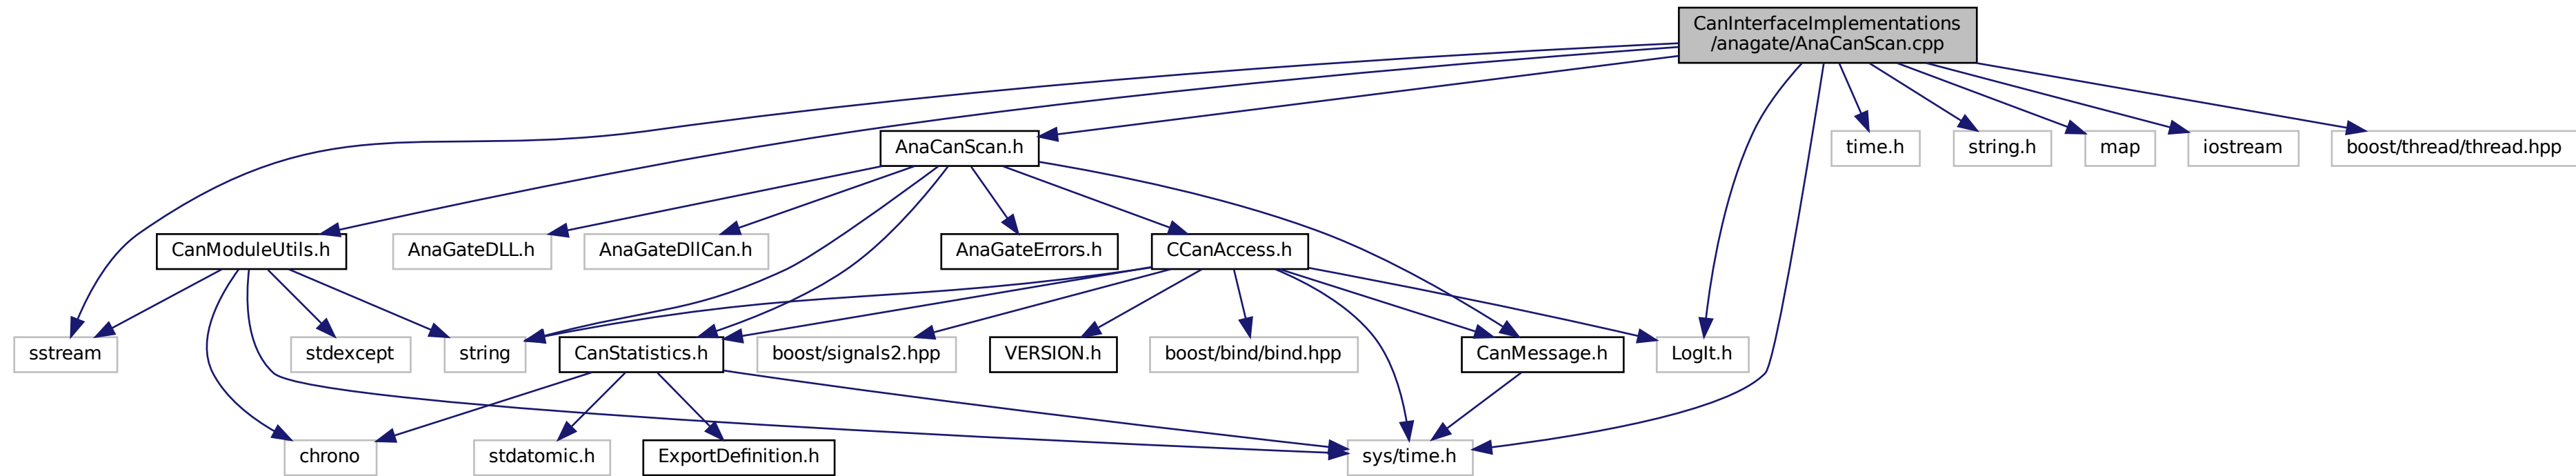 CanInterfaceImplementations
/anagate/AnaCanScan.cpp
AnaCanScan.h
time.h
string.h
map
iostream
boost/thread/thread.hpp
CanModuleUtils.h
AnaGateDLL.h
AnaGateDllCan.h
AnaGateErrors.h
CCanAccess.h
sstream
stdexcept
string
CanStatistics.h
boost/signals2.hpp
VERSION.h
boost/bind/bind.hpp
CanMessage.h
LogIt.h
chrono
stdatomic.h
ExportDefinition.h
sys/time.h